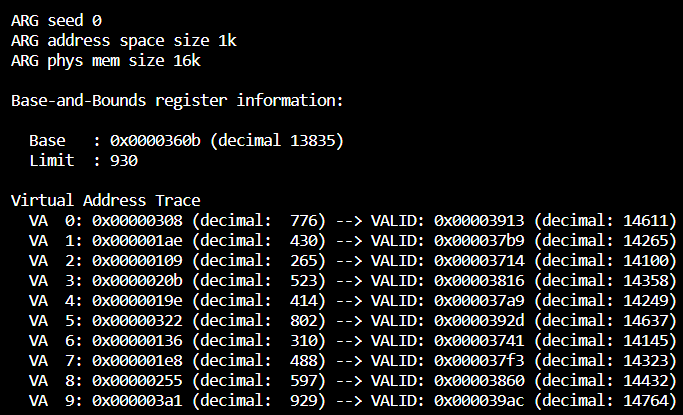 ARG seed 0
ARG address space size 1k
ARG phys mem size 16k

Base-and-Bounds register information:

  Base   : 0x0000360b (decimal 13835)
  Limit  : 930

Virtual Address Trace
  VA  0: 0x00000308 (decimal:  776) --> VALID: 0x00003913 (decimal: 14611)
  VA  1: 0x000001ae (decimal:  430) --> VALID: 0x000037b9 (decimal: 14265)
  VA  2: 0x00000109 (decimal:  265) --> VALID: 0x00003714 (decimal: 14100)
  VA  3: 0x0000020b (decimal:  523) --> VALID: 0x00003816 (decimal: 14358)
  VA  4: 0x0000019e (decimal:  414) --> VALID: 0x000037a9 (decimal: 14249)
  VA  5: 0x00000322 (decimal:  802) --> VALID: 0x0000392d (decimal: 14637)
  VA  6: 0x00000136 (decimal:  310) --> VALID: 0x00003741 (decimal: 14145)
  VA  7: 0x000001e8 (decimal:  488) --> VALID: 0x000037f3 (decimal: 14323)
  VA  8: 0x00000255 (decimal:  597) --> VALID: 0x00003860 (decimal: 14432)
  VA  9: 0x000003a1 (decimal:  929) --> VALID: 0x000039ac (decimal: 14764)